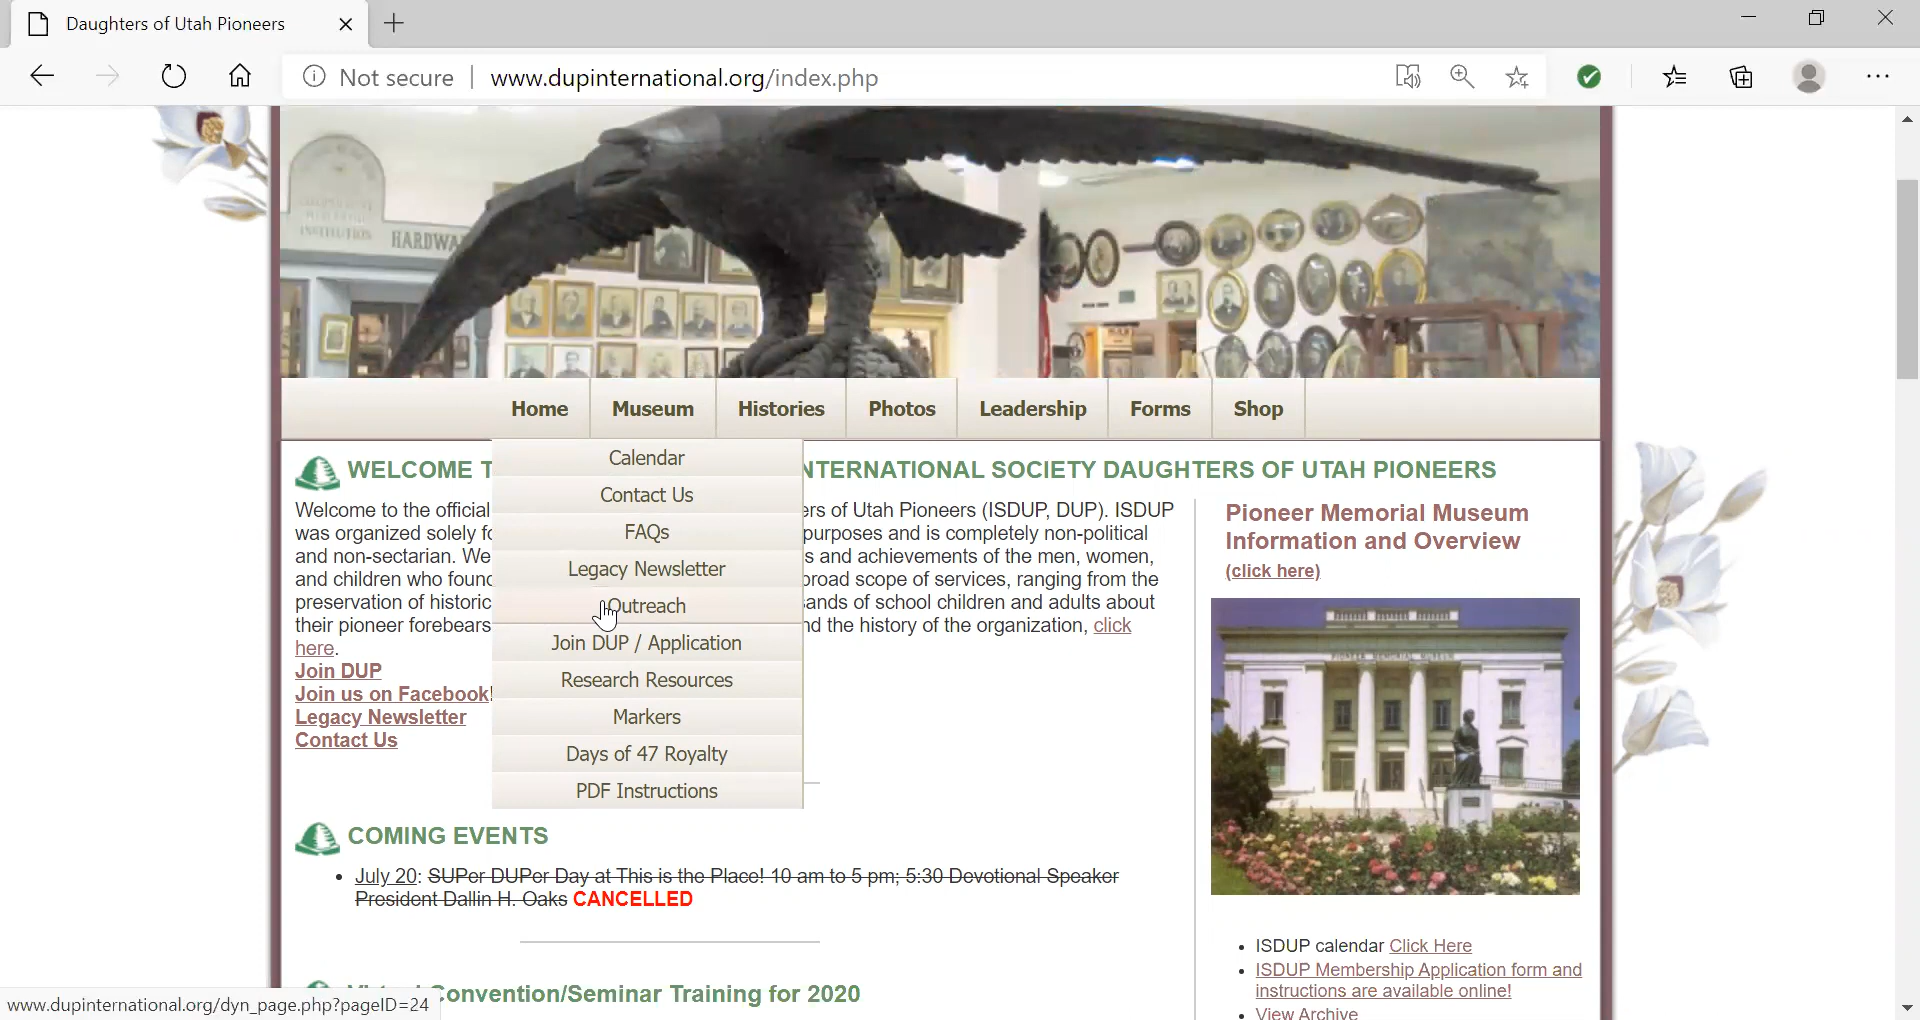 Daughters of Utah Pioneers
Not secure
www.dupinternational.org/index.php
HARDWA
Home Museum Histories Photos Leadership Forms Shop
Calendar
Contact Us
FAQs
Legacy Newsletter
Outreach
Join DUP / Application
Research Resources
Markers
Days of 47 Royalty
PDF Instructions
WELCOME T NTERNATIONAL SOCIETY DAUGHTERS OF UTAH PIONEERS
Welcome to the official ers of Utah Pioneers (ISDUP, DUP). ISDUP
was organized solely fo purposes and is completely non-political
and non-sectarian. We s and achievements of the men, women,
and children who found broad scope of services, ranging from the
preservation of historic ands of school children and adults about
their pioneer forebears nd the history of the organization, click
here.
Join DUP
Join us on Facebook!
Legacy Newsletter
Contact Us
COMING EVENTS
• July 20: SUPer DUPer Day at This is the Place! 10 am to 5 pm; 5:30 Devotional Speaker
President Dallin H. Oaks CANCELLED
Convention/Seminar Training for 2020
Pioneer Memorial Museum
Information and Overview
(click here)
PIONEER MEMORIAL MUSEUM
• ISDUP calendar Click Here
• ISDUP Membership Application form and
instructions are available online!
• View Archive
www.dupinternational.org/dyn_page.php?pageID=24